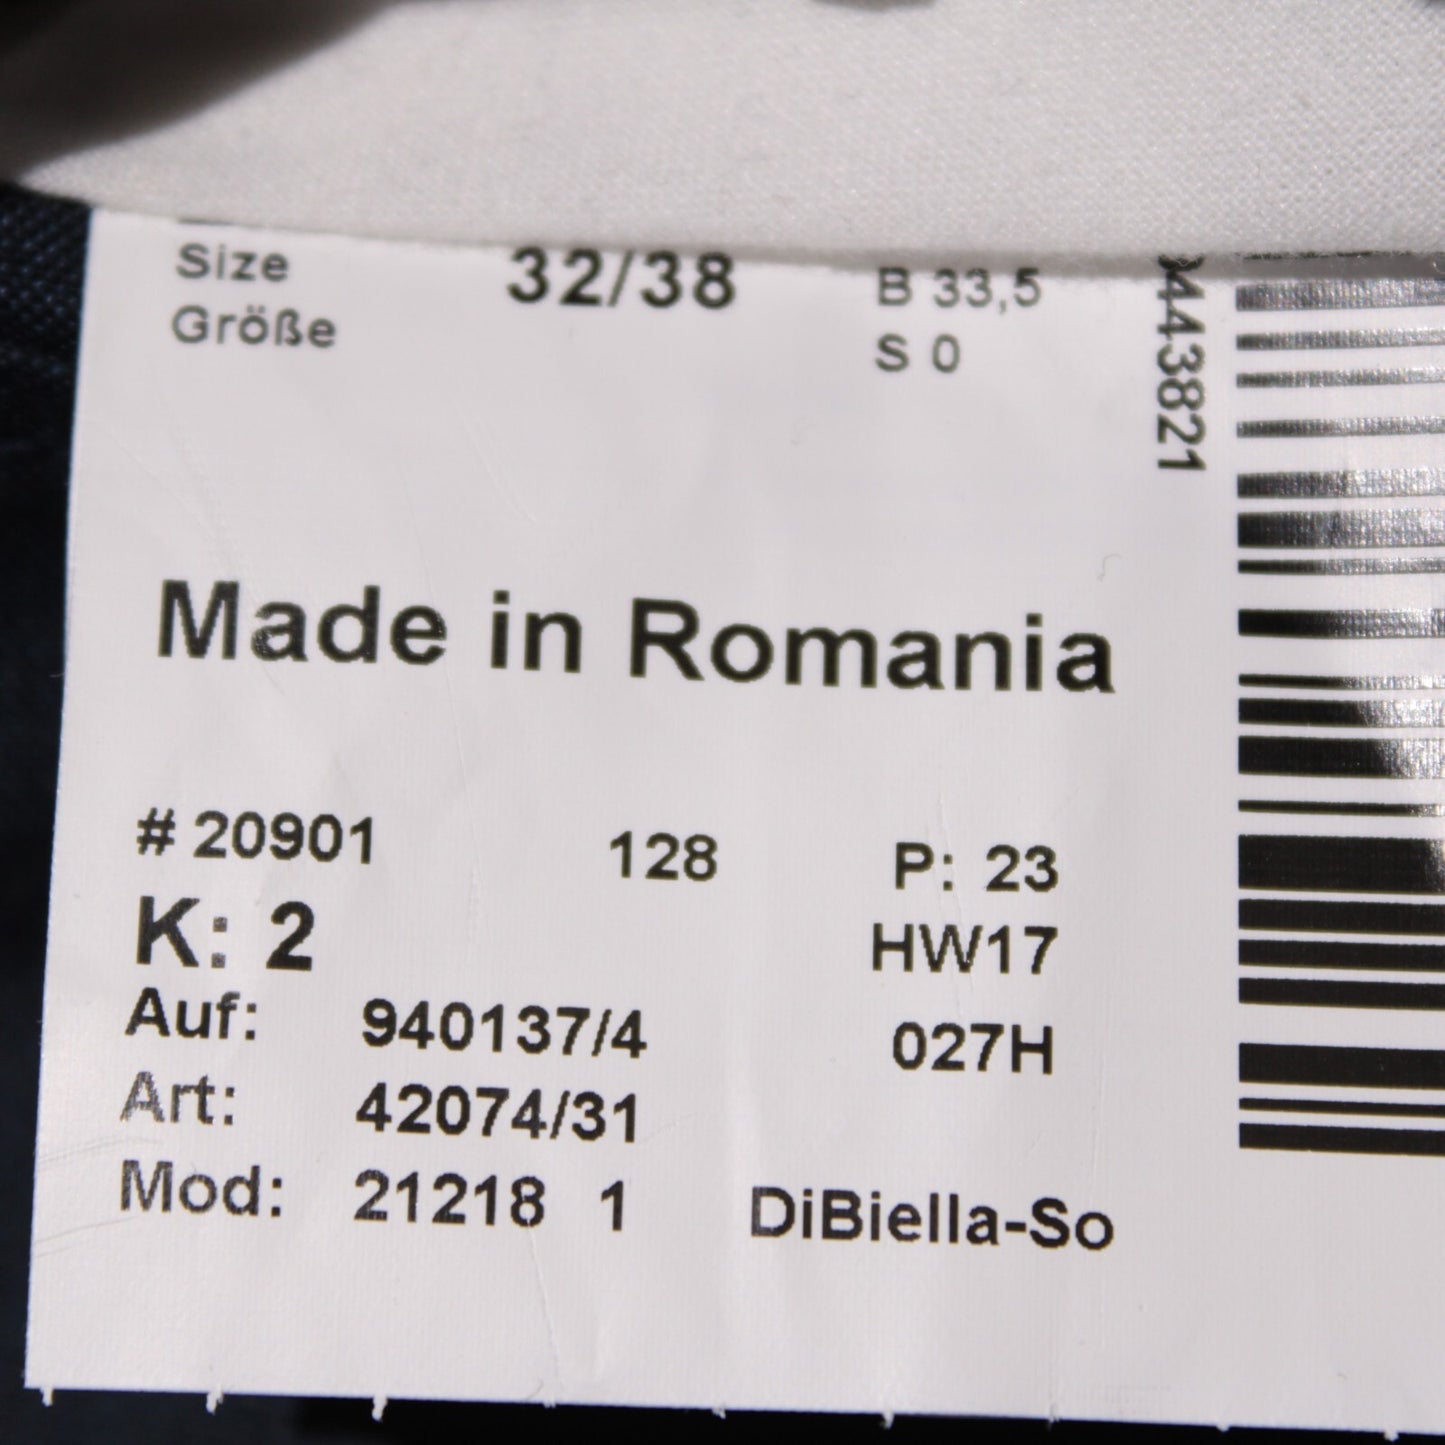 Size 32/38 B 33,5
Größe S 0
443821
Made in Romania
# 20901 128 P: 23
K: 2 HW17
Auf: 940137/4 027H
Art: 42074/31
Mod: 21218 1 DiBiella-So